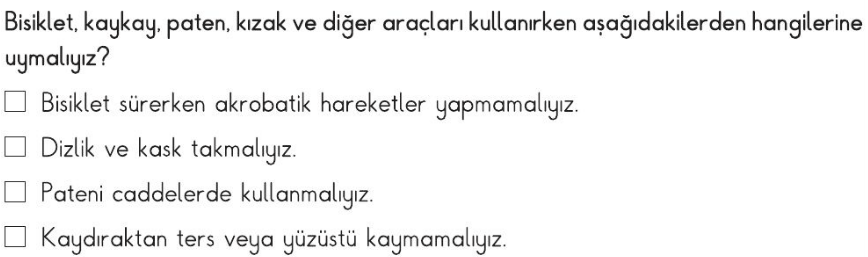 Bisiklet, kaykay, paten, kızak ve diğer araçları kullanırken aşağıdakilerden hangilerine
uymalıyız?
Bisiklet sürerken akrobatik hareketler yapmamalıyız.
Dizlik ve kask takmalıyız.
Pateni caddelerde kullanmalıyız.
Kaydıraktan ters veya yüzüstü kaymamalıyız.